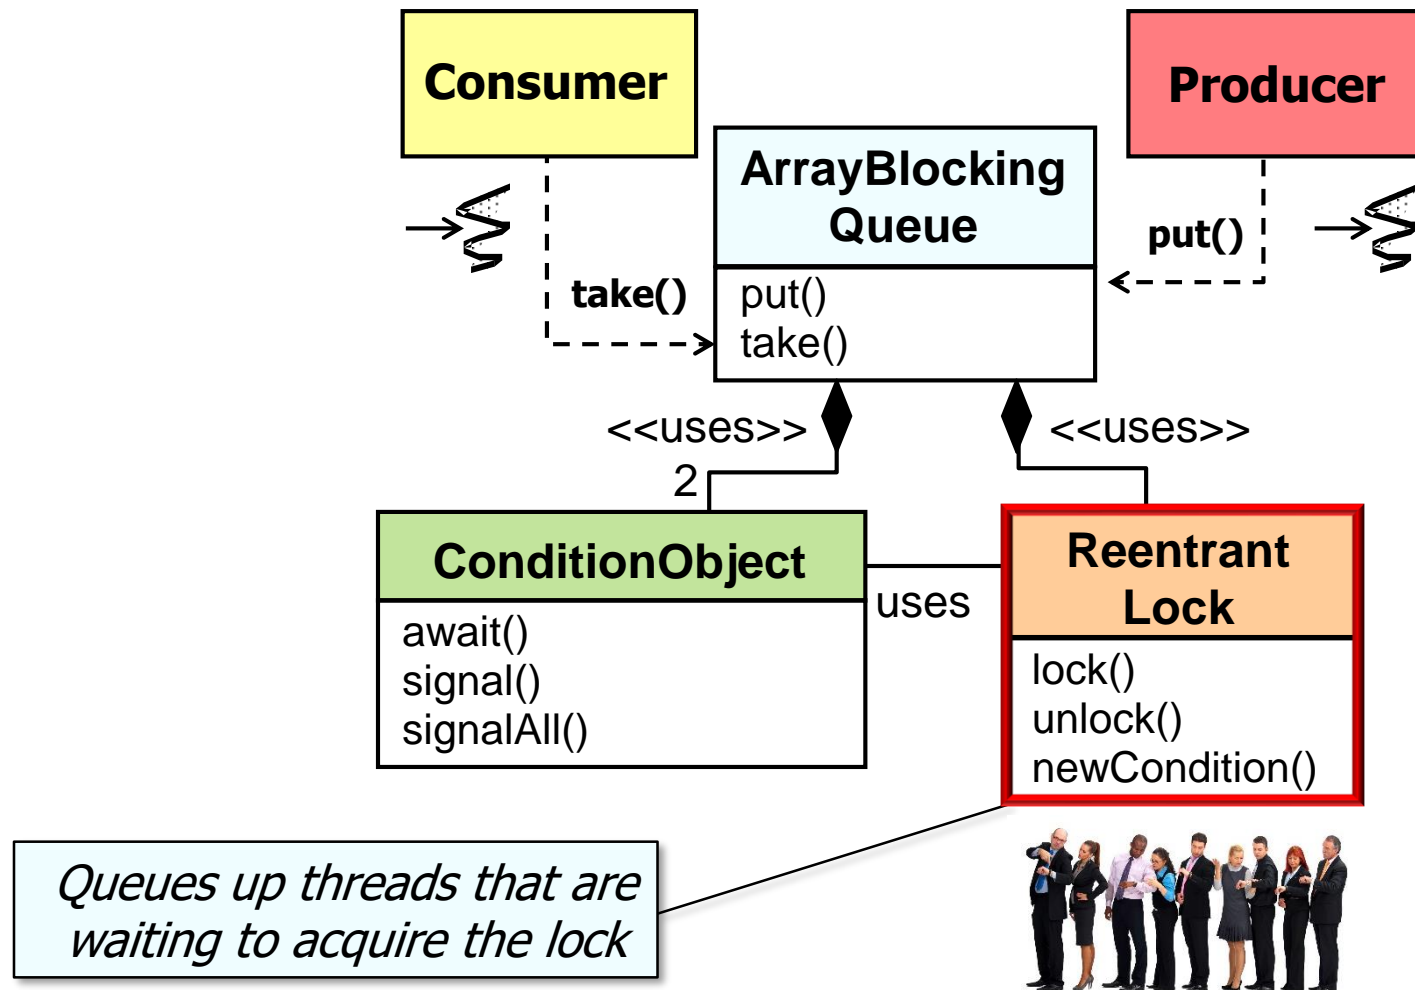 Consumer
Producer
ArrayBlocking
Queue
put()
take()
put()
take()
<<uses>>
<<uses>>
2
ConditionObject
await()
signal()
signalAll()
uses
Reentrant
Lock
lock()
unlock()
newCondition()
Queues up threads that are
waiting to acquire the lock